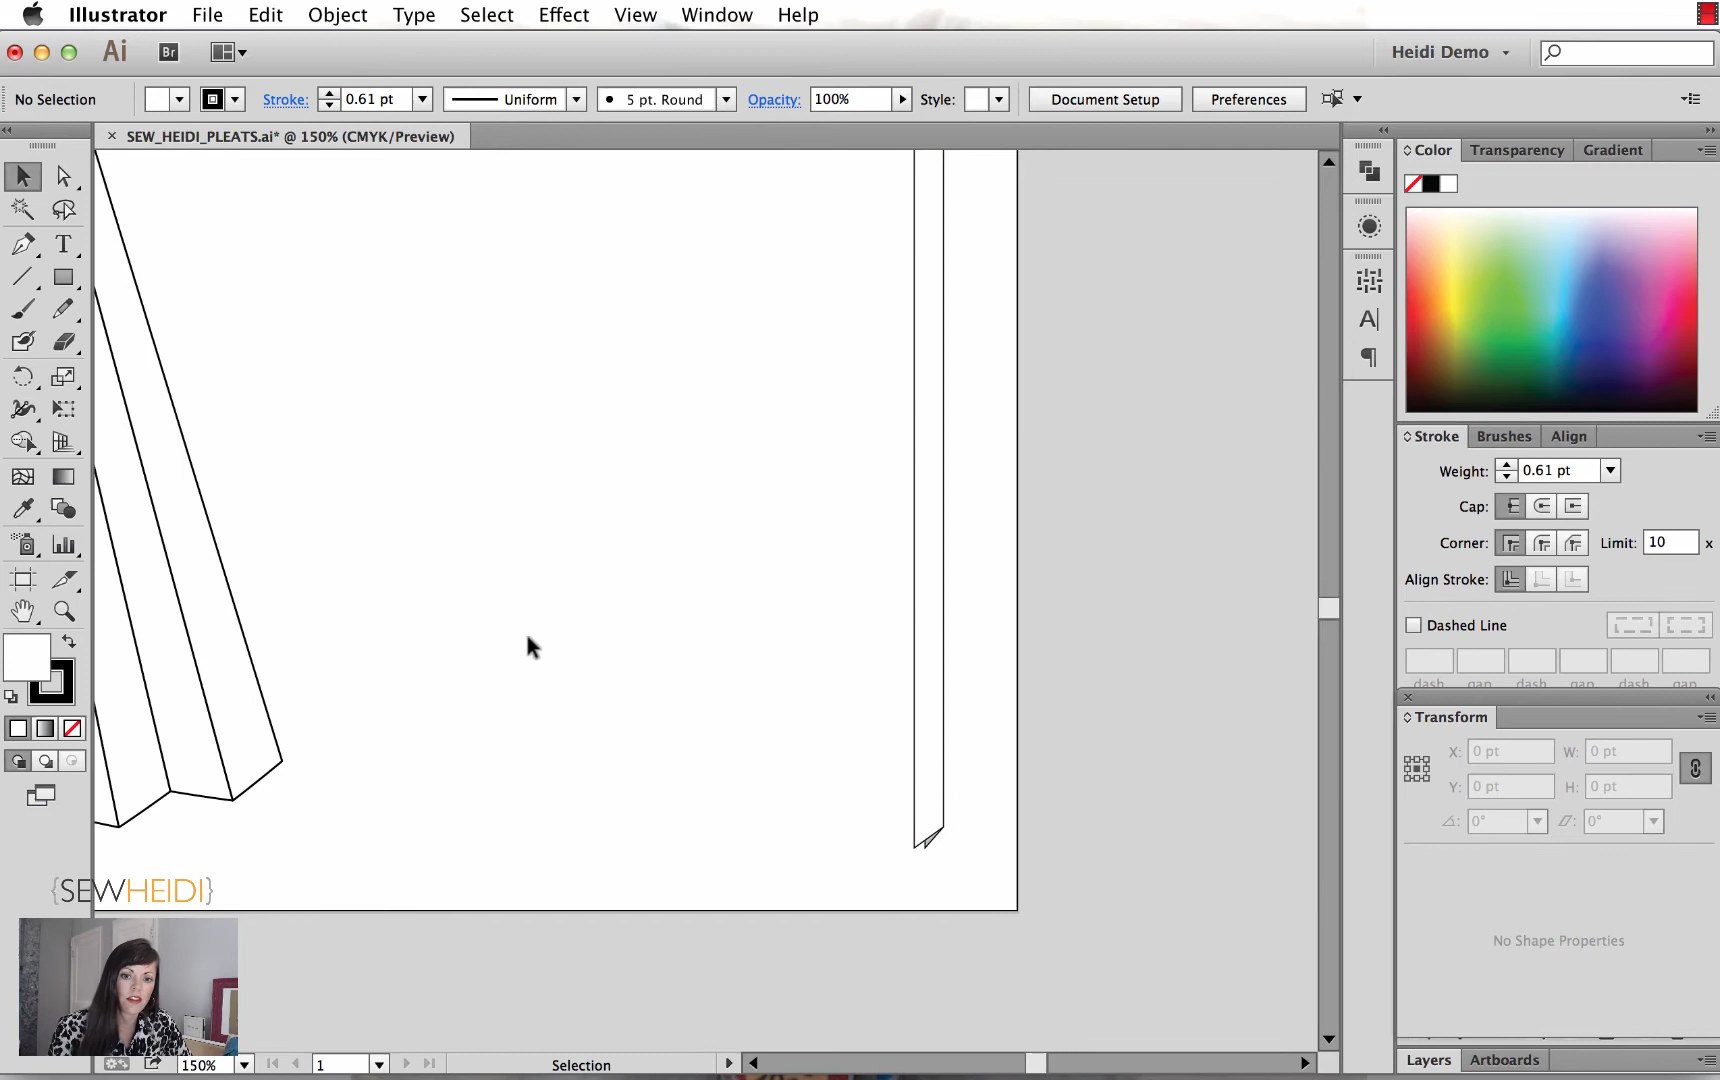 Illustrator File Edit Object Type Select Effect View Window Help
Ai Br Heidi Demo
No Selection Stroke: 0.61 pt Uniform 5 pt. Round Opacity: 100% Style: Document Setup Preferences
× SEW_HEIDI_PLEATS.ai* @ 150% (CMYK/Preview)
Color Transparency Gradient
Stroke Brushes Align
Weight: 0.61 pt
Cap:
Corner: Limit: 10 x
Align Stroke:
Dashed Line
dash gap dash gap dash gap
Transform
X: 0 pt W: 0 pt
Y: 0 pt H: 0 pt
0° 0°
{SEWHEIDI}
No Shape Properties
150% 1 Selection
Layers Artboards